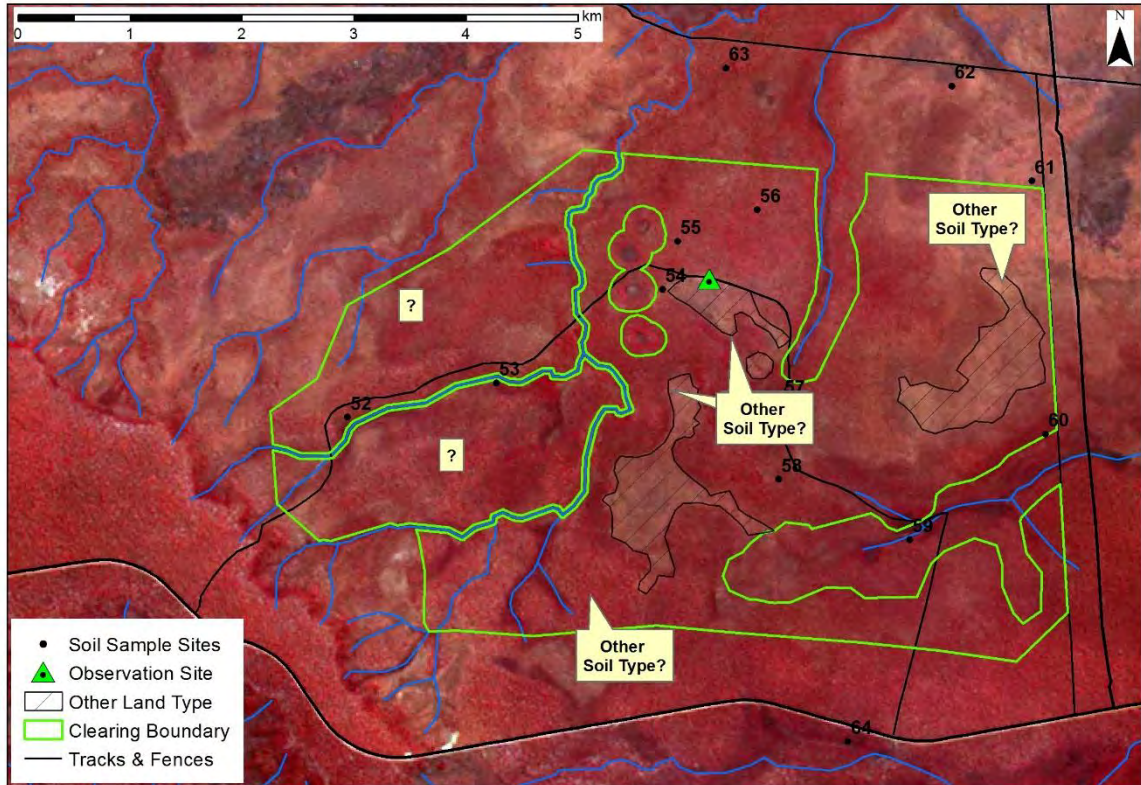 km
0 1 2 3 4 5
N
63
62
61
Other
Soil Type?
56
55
54
?
53
57
52
Other
Soil Type?
60
?
58
59
Other
Soil Type?
64
Soil Sample Sites
Observation Site
Other Land Type
Clearing Boundary
Tracks & Fences